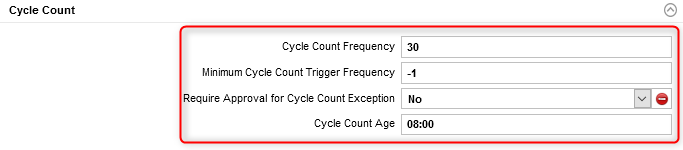 Cycle Count
Cycle Count Frequency 30
Minimum Cycle Count Trigger Frequency -1
Require Approval for Cycle Count Exception No
Cycle Count Age 08:00